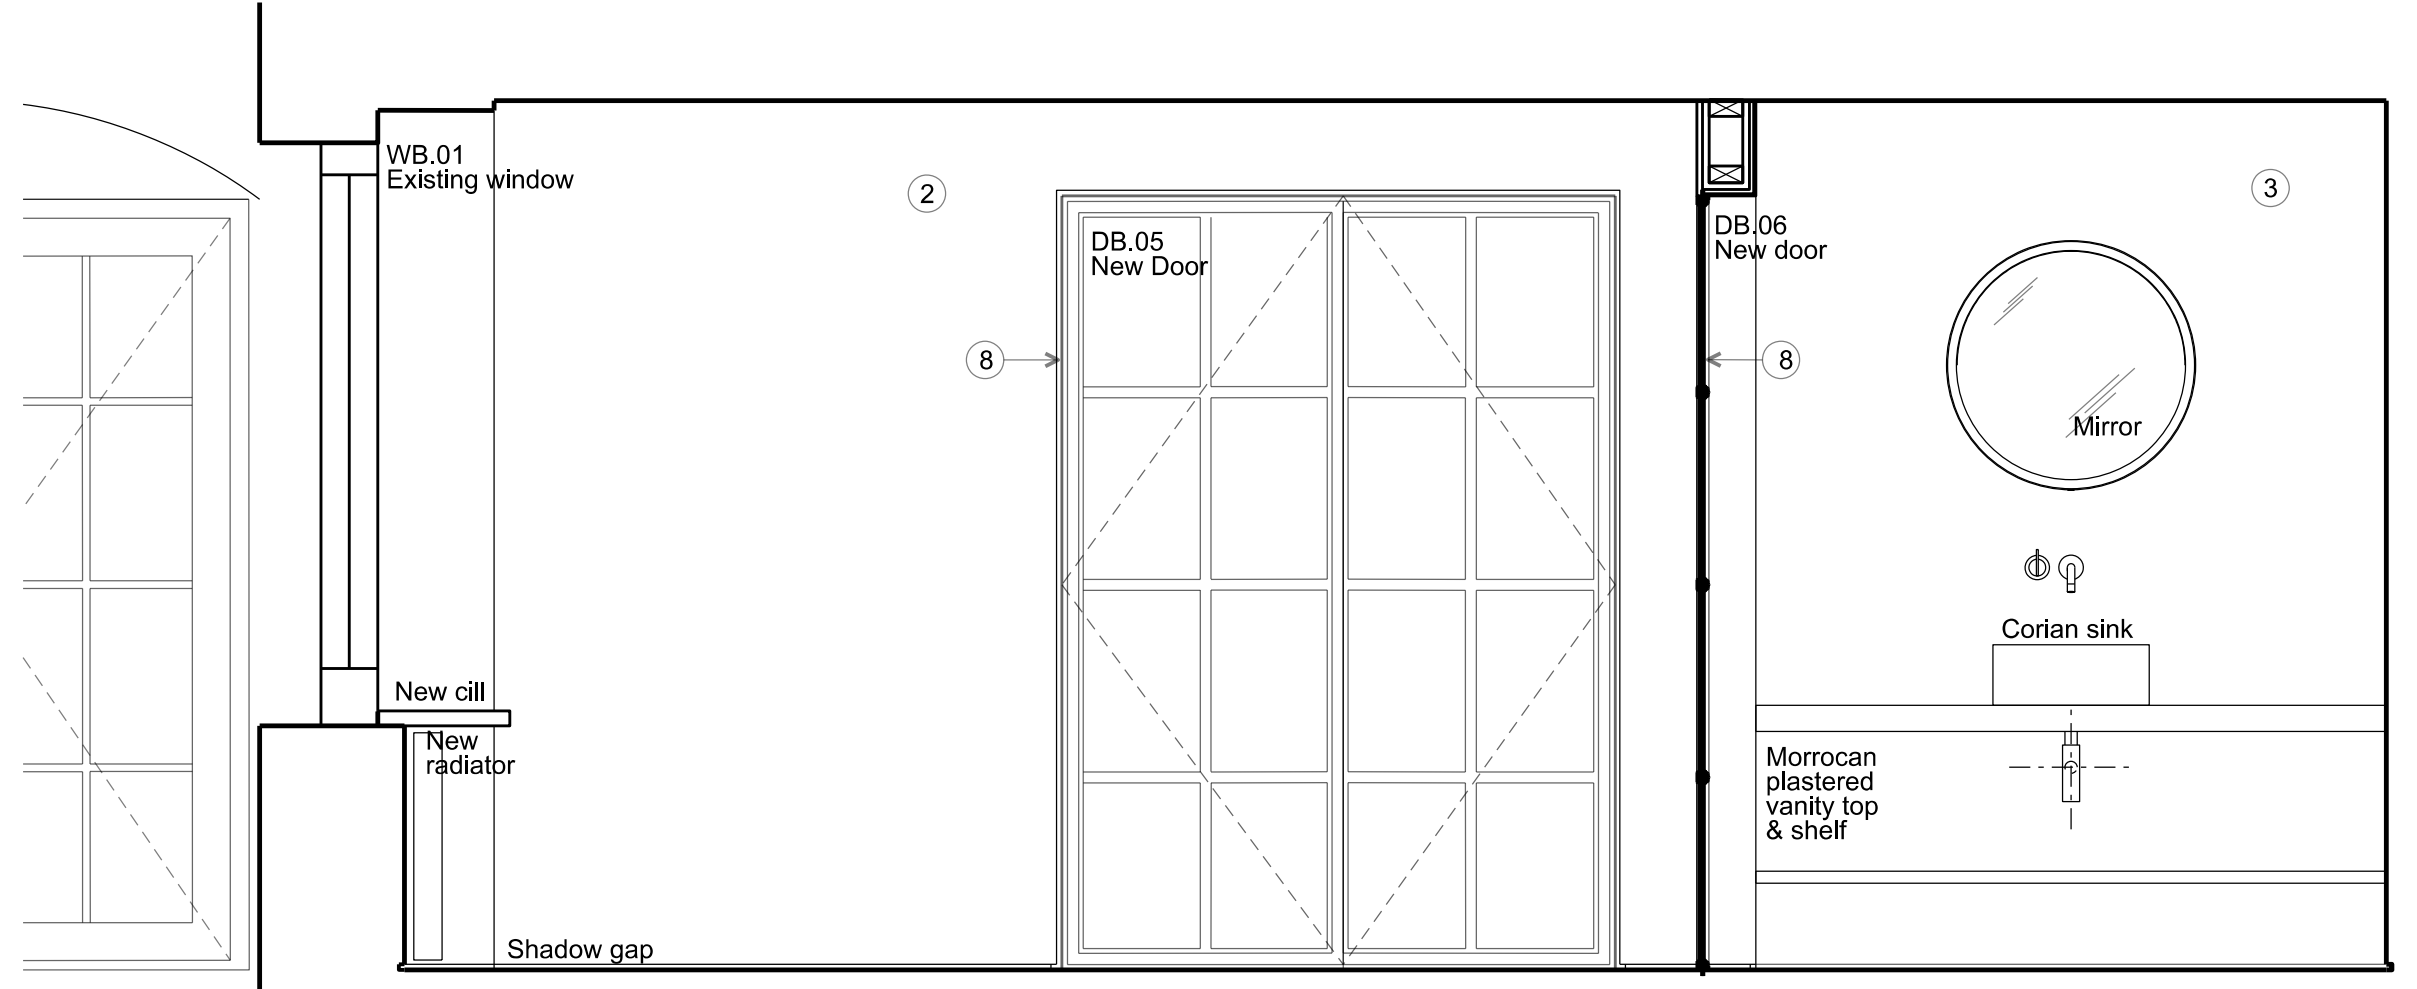 WB.01
Existing window
2
3
DB.05
New Door
DB.06
New door
8
8
Mirror
Corian sink
New cill
New
radiator
Morrocan
plastered
vanity top
& shelf
Shadow gap